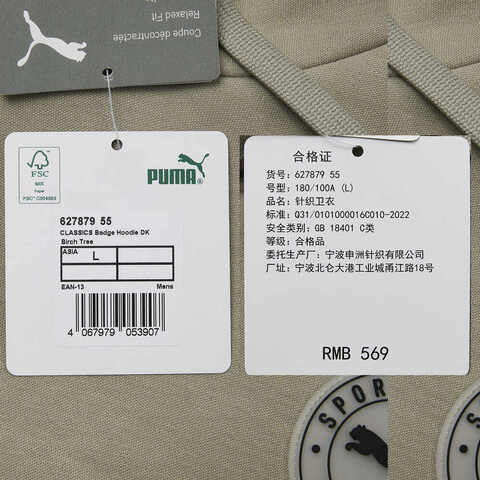 Relaxed Fit
Coupe décontractée
FSC
MIX
Paper
FSC C004693
PUMA
627879 55
CLASSICS Badge Hoodie DK
Birch Tree
ASIA
L
EAN-13
Mens
4 067979 053907
合格证
货号: 627879 55
号型: 180/100A (L)
品名: 针织卫衣
标准: Q31/0101000016C010-2022
安全类别: GB 18401 C类
等级: 合格品
委托生产厂: 宁波申洲针织有限公司
厂址: 宁波北仑大港工业城甬江路18号
RMB 569
SPOR